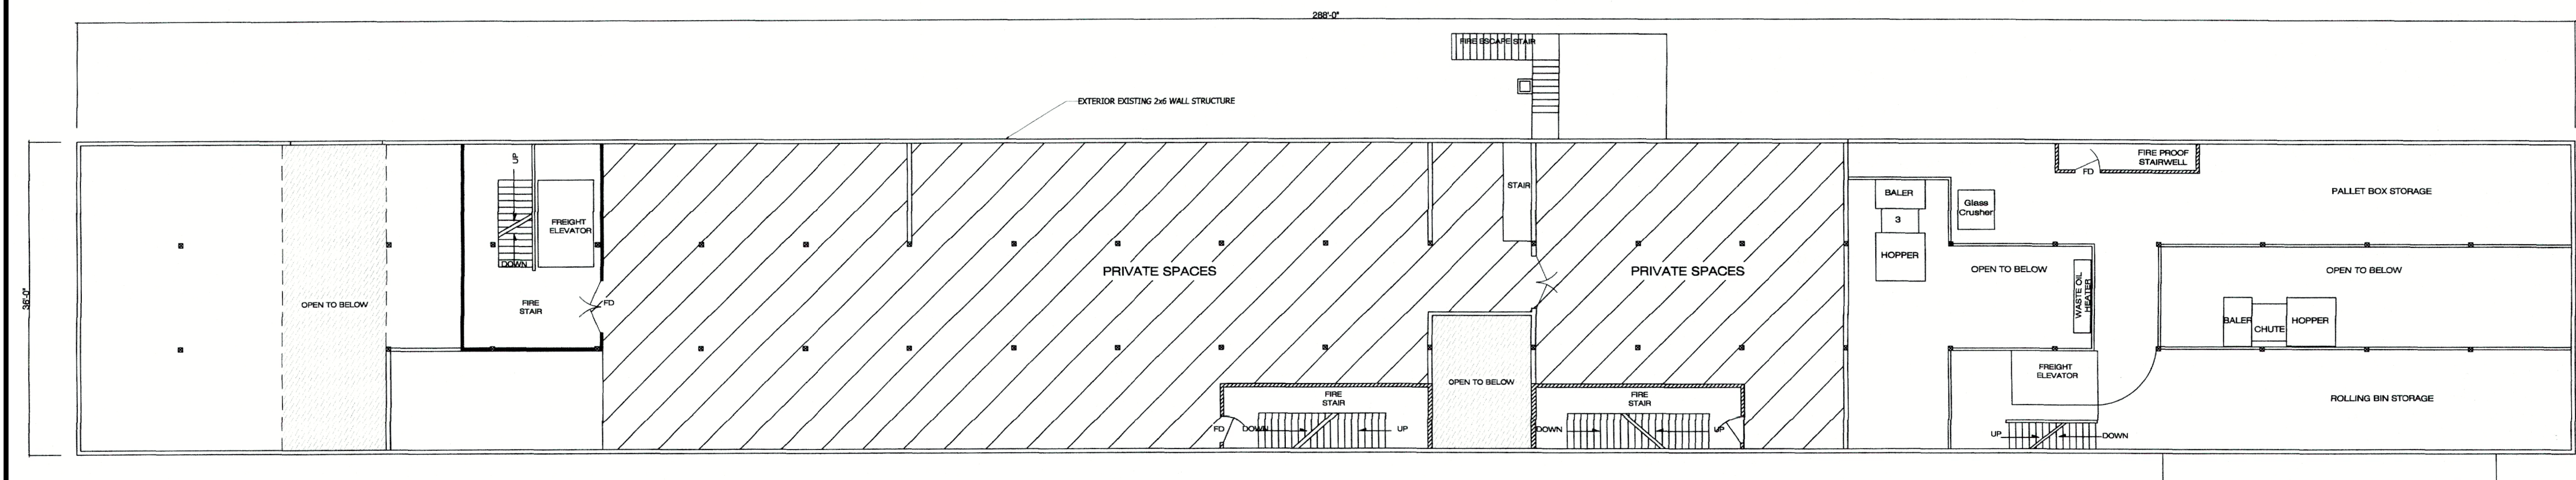 288'-0"
FIRE ESCAPE STAIR
EXTERIOR EXISTING 2x6 WALL STRUCTURE
36'-0"
OPEN TO BELOW
UP
DOWN
FREIGHT
ELEVATOR
FIRE
STAIR
FD
PRIVATE SPACES
STAIR
PRIVATE SPACES
FIRE
STAIR
FD
DOWN
UP
OPEN TO BELOW
FIRE
STAIR
DOWN
UP
BALER
3
HOPPER
Glass
Crusher
OPEN TO BELOW
WASTE OIL
HEATER
FREIGHT
ELEVATOR
UP
DOWN
FIRE PROOF
STAIRWELL
FD
PALLET BOX STORAGE
OPEN TO BELOW
BALER
CHUTE
HOPPER
ROLLING BIN STORAGE